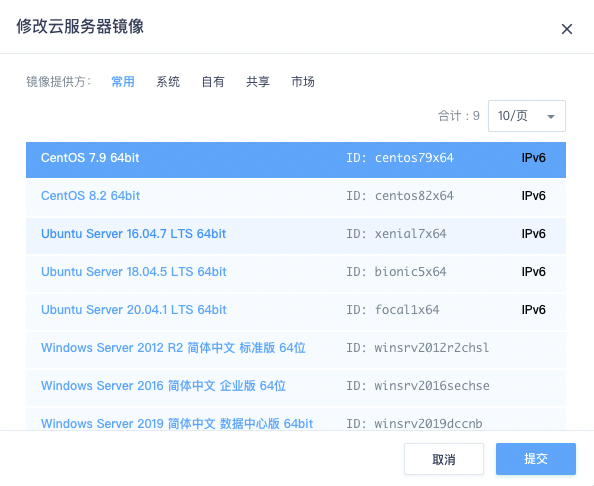 修改云服务器镜像
镜像提供方: 常用 系统 自有 共享 市场
合计 : 9 10/页
CentOS 7.9 64bit ID: centos79x64 IPv6
CentOS 8.2 64bit ID: centos82x64 IPv6
Ubuntu Server 16.04.7 LTS 64bit ID: xenial7x64 IPv6
Ubuntu Server 18.04.5 LTS 64bit ID: bionic5x64 IPv6
Ubuntu Server 20.04.1 LTS 64bit ID: focal1x64 IPv6
Windows Server 2012 R2 简体中文 标准版 64位 ID: winsrv2012r2chsl
Windows Server 2016 简体中文 企业版 64位 ID: winsrv2016sechse
Windows Server 2019 简体中文 数据中心版 64bit ID: winsrv2019dccnb
取消 提交